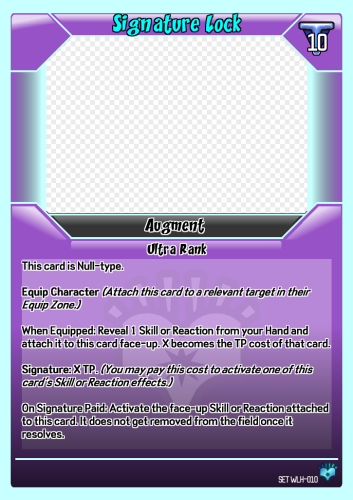 Signature Lock
10
Augment
Ultra Rank
This card is Null-type.
Equip Character (Attach this card to a relevant target in their
Equip Zone.)
When Equipped: Reveal 1 Skill or Reaction from your Hand and
attach it to this card face-up. X becomes the TP cost of that card.
Signature: X TP. (You may pay this cost to activate one of this
card's Skill or Reaction effects.)
On Signature Paid: Activate the face-up Skill or Reaction attached
to this card. It does not get removed from the field once it
resolves.
SET WLH-010